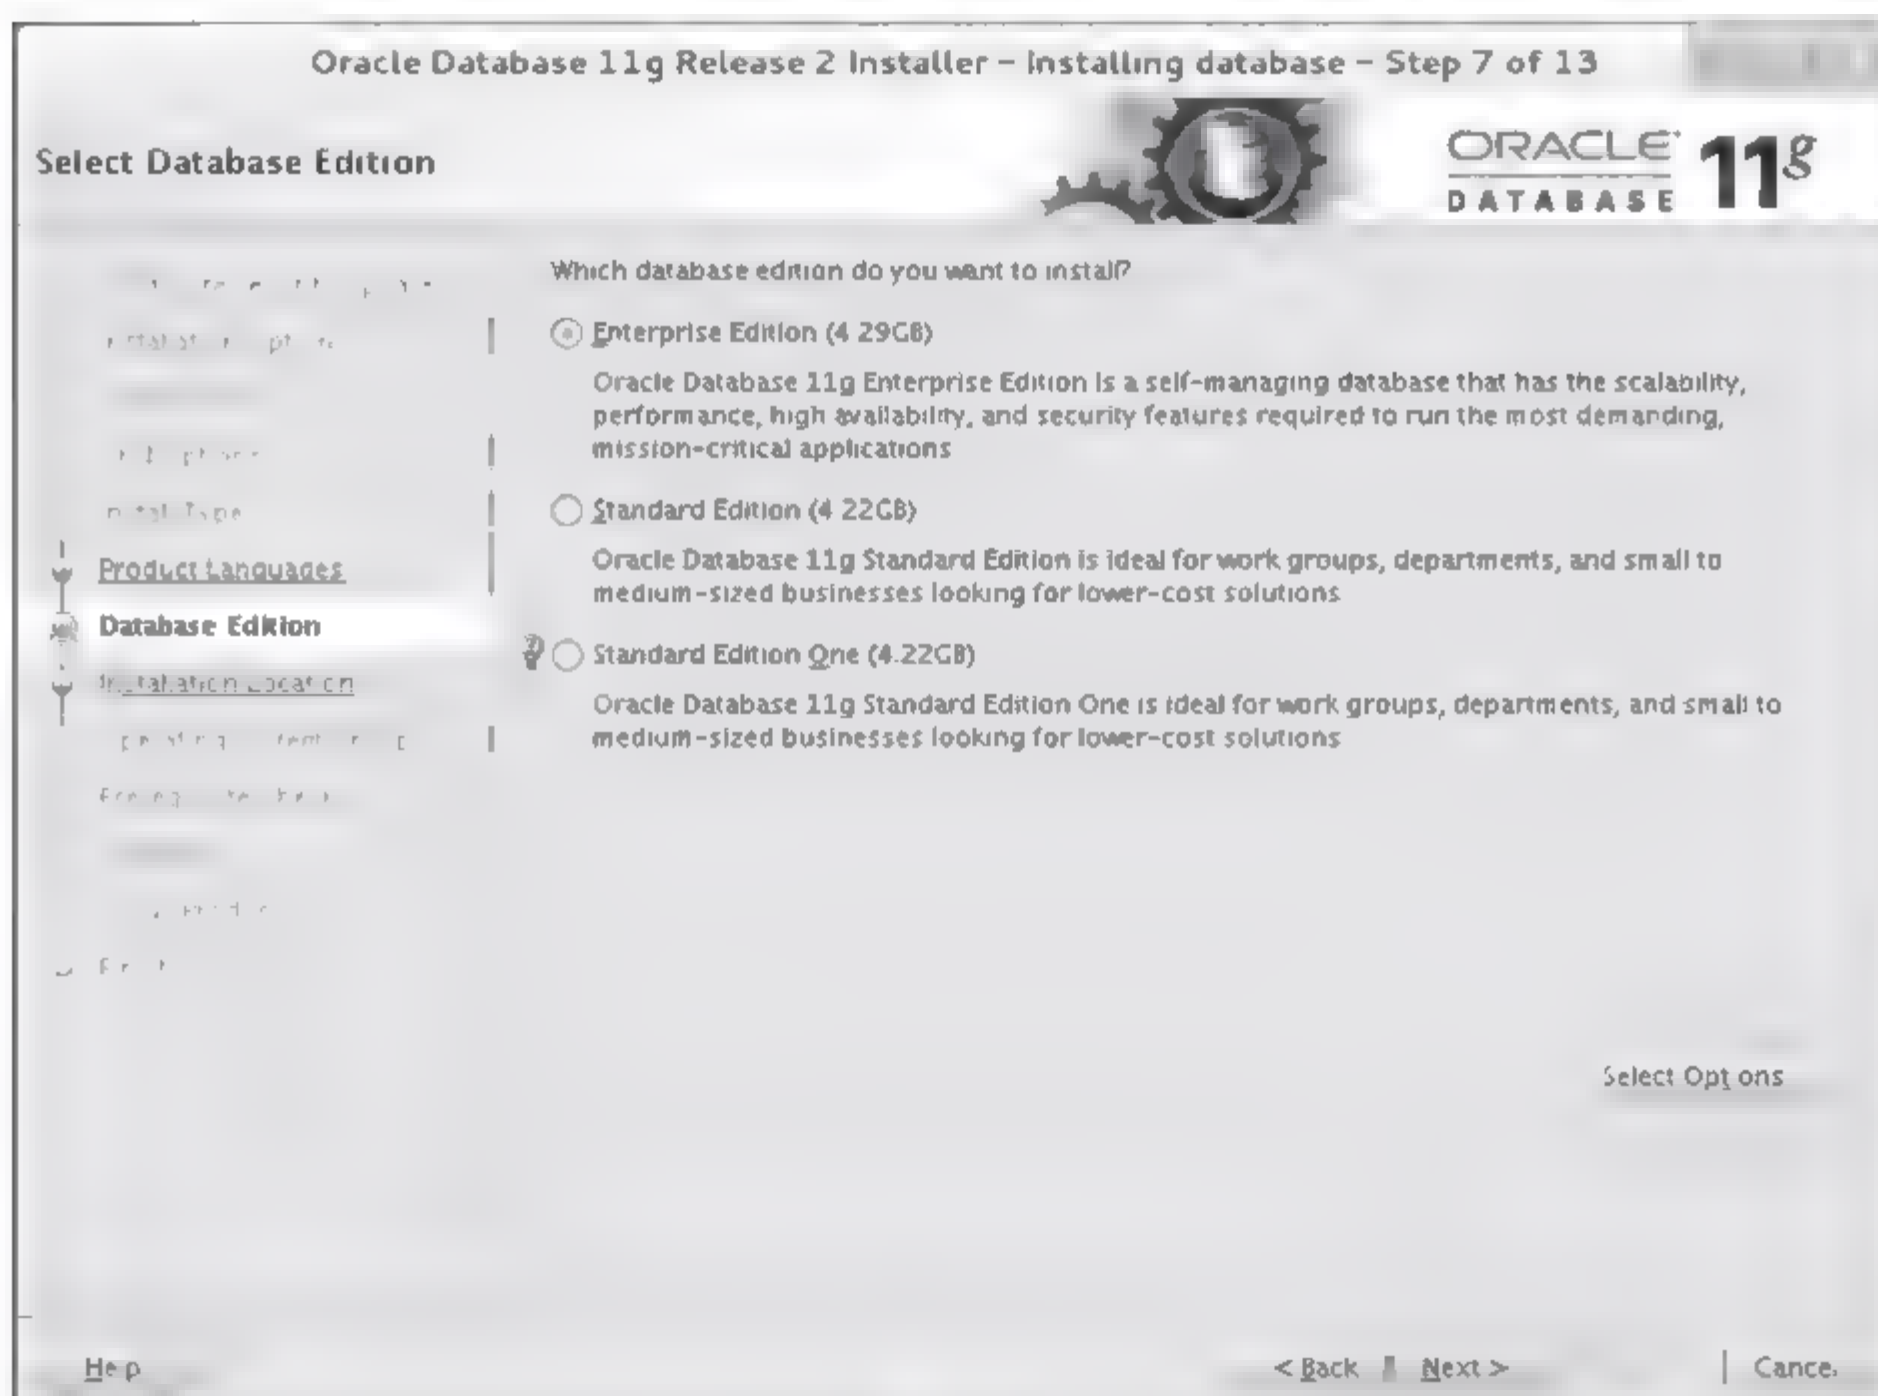 Oracle Database 11g Release 2 Installer - Installing database - Step 7 of 13
Select Database Edition
ORACLE
DATABASE 11g
Which database edition do you want to install?
Enterprise Edition (4 29GB)
Oracle Database 11g Enterprise Edition is a self-managing database that has the scalability,
performance, high availability, and security features required to run the most demanding,
mission-critical applications
Type
Standard Edition (4 22GB)
Product Languages
Oracle Database 11g Standard Edition is ideal for work groups, departments, and small to
medium-sized businesses looking for lower-cost solutions
Database Edition
Standard Edition One (4.22GB)
Installation Location
Oracle Database 11g Standard Edition One is ideal for work groups, departments, and small to
medium-sized businesses looking for lower-cost solutions
Select Options
Help
< Back
Next >
Cancel